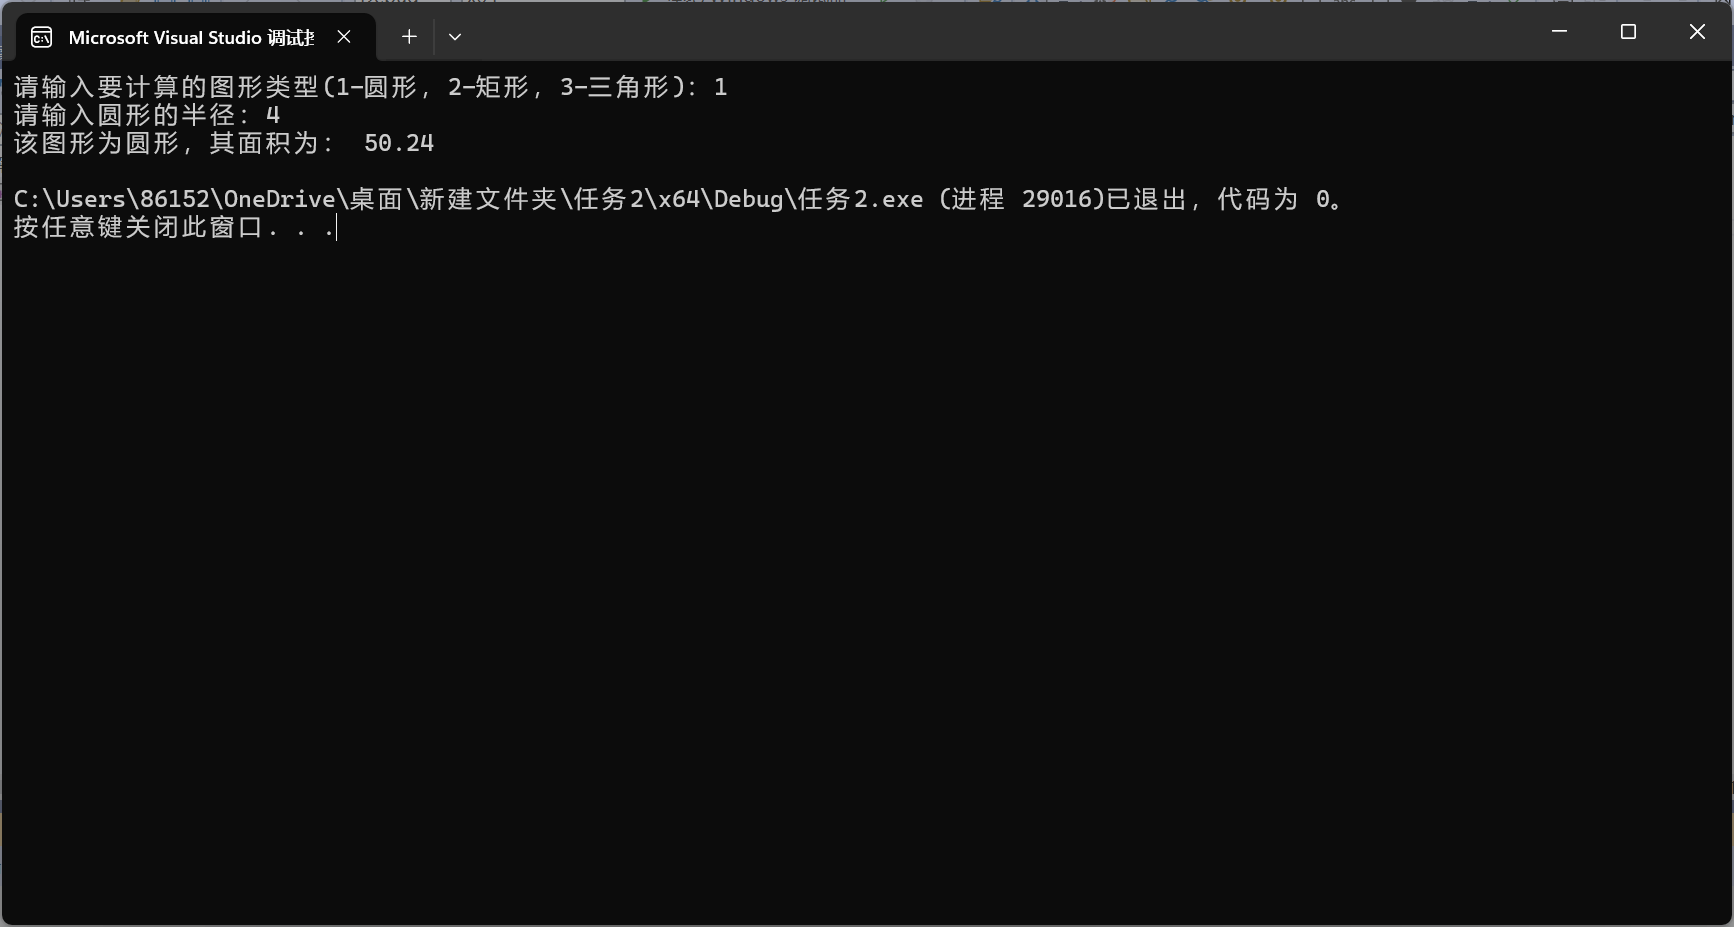 Microsoft Visual Studio 调试
请输入要计算的图形类型(1-圆形，2-矩形，3-三角形)：1
请输入圆形的半径：4
该图形为圆形，其面积为： 50.24
C:\Users\86152\OneDrive\桌面\新建文件夹\任务2\x64\Debug\任务2.exe (进程 29016)已退出，代码为 0。
按任意键关闭此窗口. . .